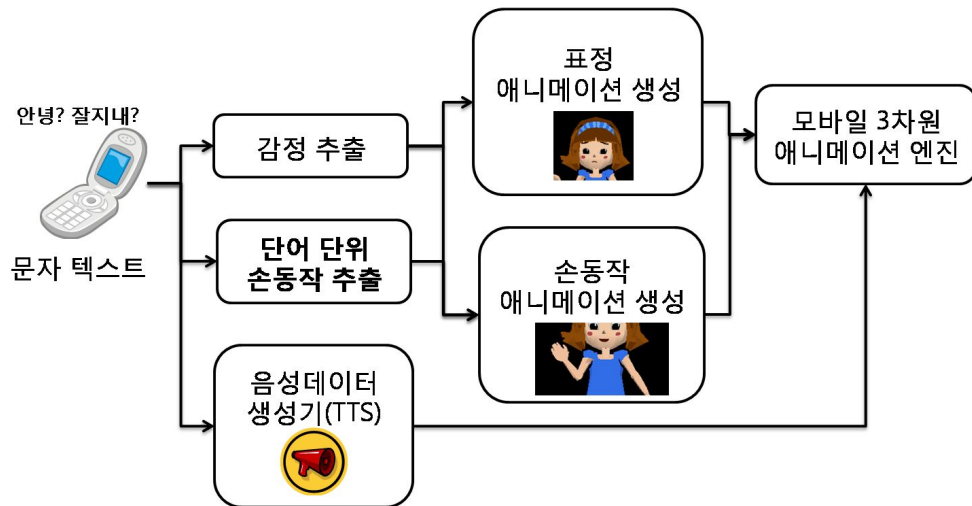 안녕? 잘지내?
문자 텍스트
감정 추출
단어 단위
손동작 추출
음성데이터
생성기(TTS)
표정
애니메이션 생성
손동작
애니메이션 생성
모바일 3차원
애니메이션 엔진